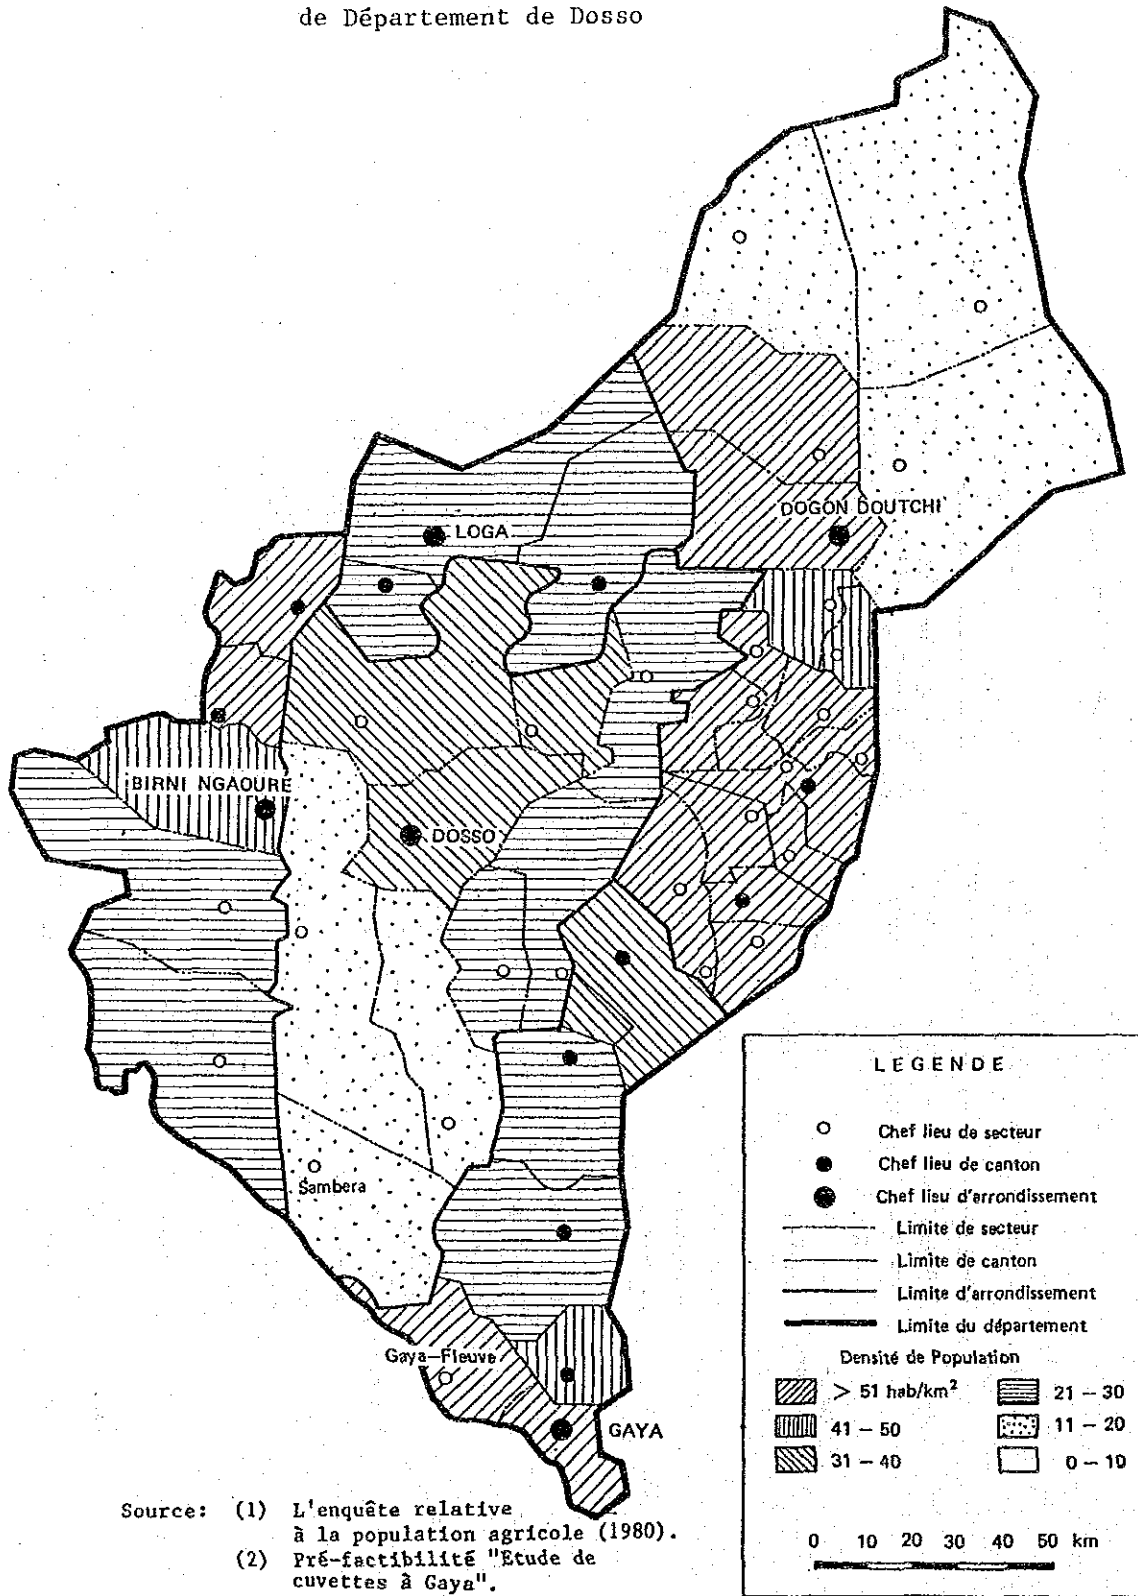 de Département de Dosso
DOGON DOUTCHI
LOGA
BIRNI NGAOURE
DOSSO
Sambera
Gaya-Fleuve
GAYA
LEGENDE
Chef lieu de secteur
Chef lieu de canton
Chef lieu d'arrondissement
Limite de secteur
Limite de canton
Limite d'arrondissement
Limite du département
Densité de Population
> 51 hab/km²
21 – 30
41 – 50
11 – 20
31 – 40
0 – 10
0 10 20 30 40 50 km
Source: (1) L'enquête relative
à la population agricole (1980).
(2) Pré-factibilité "Etude de
cuvettes à Gaya".